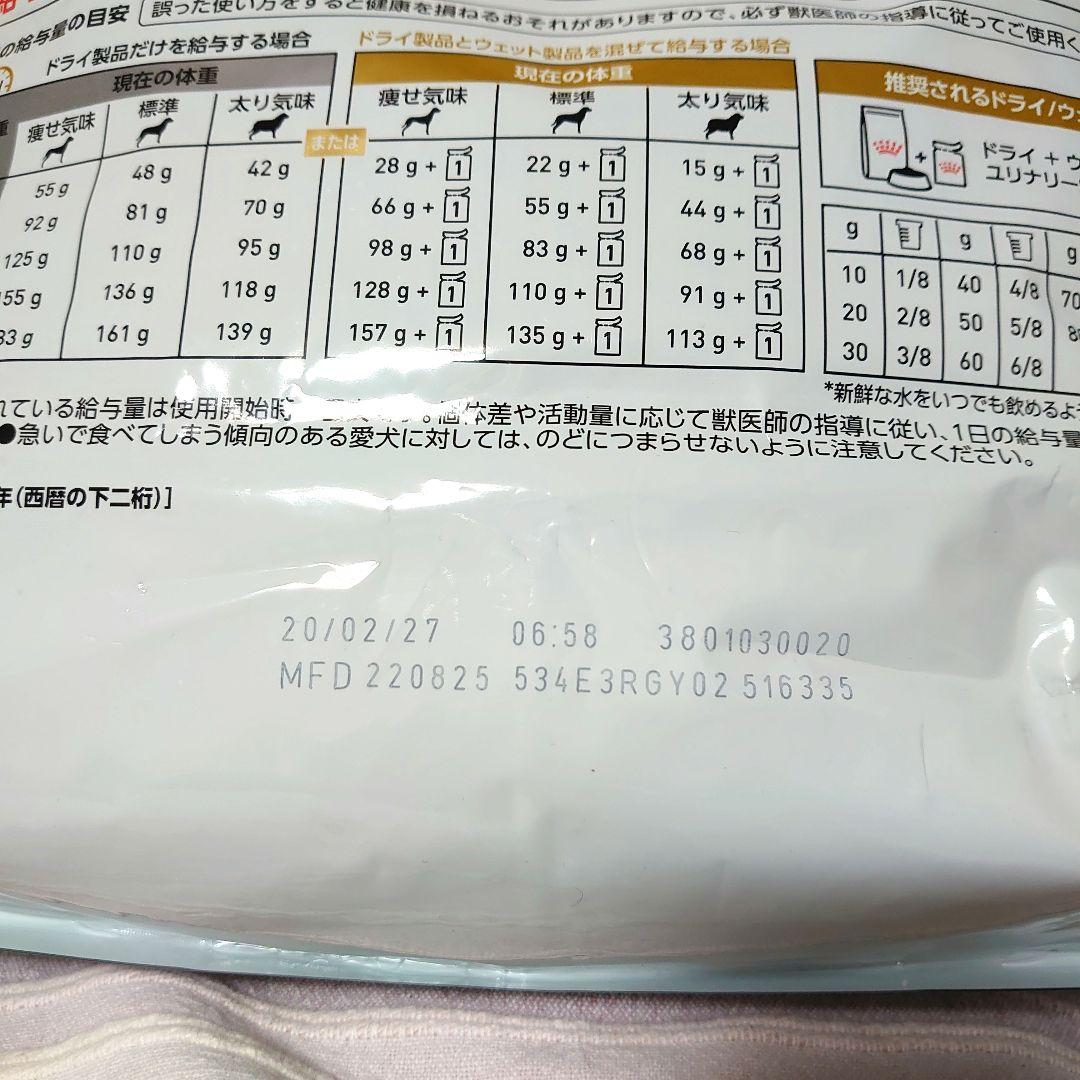 の給与量の目安
誤った使い方をすると健康を損ねるおそれがありますので、必ず獣医師の指導に従ってご使用く
ドライ製品だけを給与する場合
ドライ製品とウェット製品を混ぜて給与する場合
現在の体重
現在の体重
推奨されるドライ/ウ
痩せ気味 標準 太り気味
または
痩せ気味 標準 太り気味
ドライ + ウ
ユリナリー
55 g 48 g 42 g 28 g + 1 22 g + 1 15 g + 1
92 g 81 g 70 g 66 g + 1 55 g + 1 44 g + 1
125 g 110 g 95 g 98 g + 1 83 g + 1 68 g + 1
55 g 136 g 118 g 128 g + 1 110 g + 1 91 g + 1
83 g 161 g 139 g 157 g + 1 135 g + 1 113 g + 1
g g g
10 1/8 40 4/8 70
20 2/8 50 5/8
30 3/8 60 6/8
*新鮮な水をいつでも飲めるよ
れている給与量は使用開始時 個体差や活動量に応じて獣医師の指導に従い、1日の給与量
●急いで食べてしまう傾向のある愛犬に対しては、のどにつまらせないように注意してください。
年(西暦の下二桁)]
20/02/27 06:58 3801030020
MFD 220825 534E3RGY02 516335